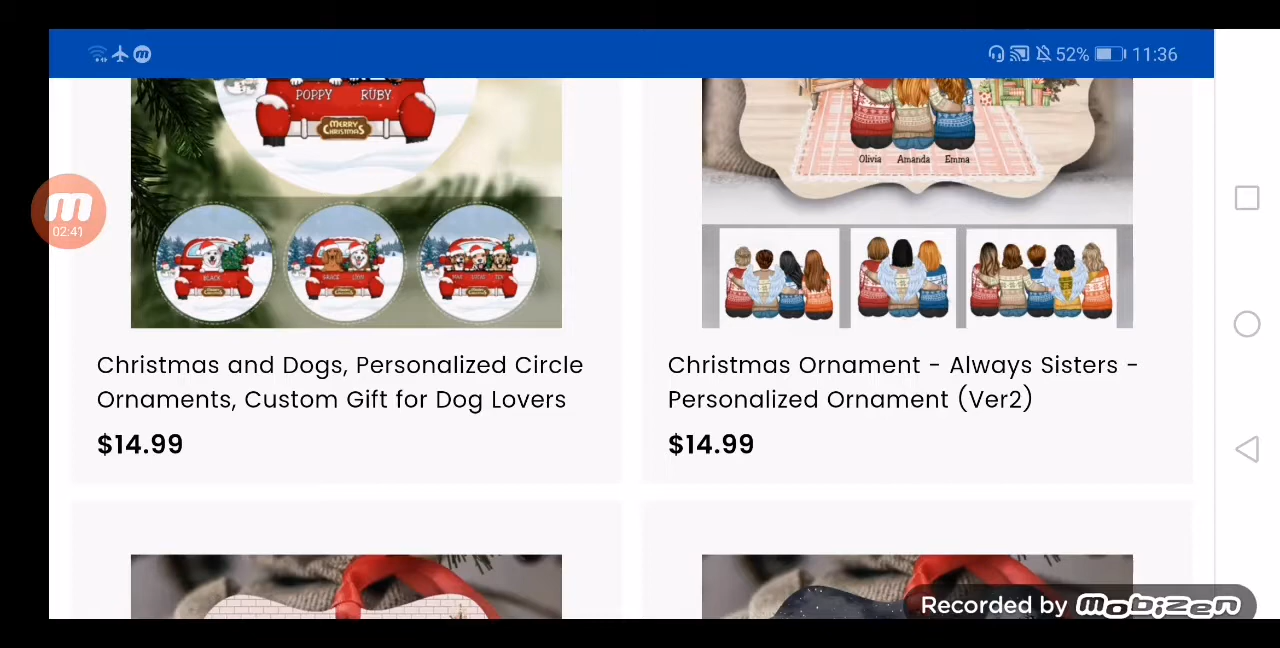 52% 11:36
POPPY RUBY
MERRY
CHRISTMAS
Olivia Amanda Emma
02:41
BLACK
Christmas and Dogs, Personalized Circle
Ornaments, Custom Gift for Dog Lovers
$14.99
Christmas Ornament - Always Sisters -
Personalized Ornament (Ver2)
$14.99
Recorded by mobizen